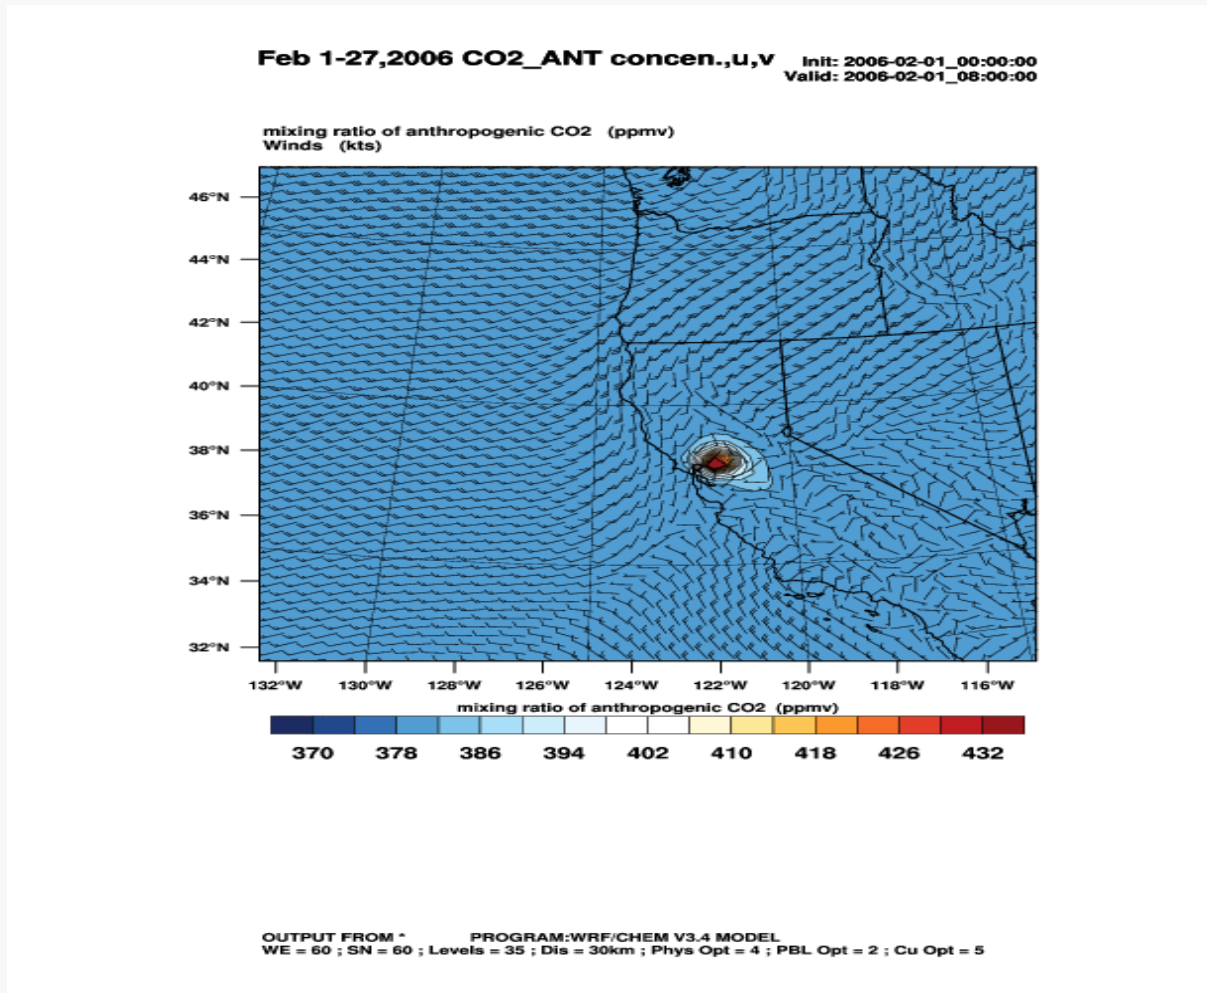 Feb 1-27,2006 CO2_ANT concen.,u,v
Init: 2006-02-01_00:00:00
Valid: 2006-02-01_08:00:00
mixing ratio of anthropogenic CO2 (ppmv)
Winds (kts)
46°N
44°N
42°N
40°N
38°N
36°N
34°N
32°N
132°W 130°W 128°W 126°W 124°W 122°W 120°W 118°W 116°W
mixing ratio of anthropogenic CO2 (ppmv)
370 378 386 394 402 410 418 426 432
OUTPUT FROM * PROGRAM:WRF/CHEM V3.4 MODEL
WE = 60 ; SN = 60 ; Levels = 35 ; Dis = 30km ; Phys Opt = 4 ; PBL Opt = 2 ; Cu Opt = 5